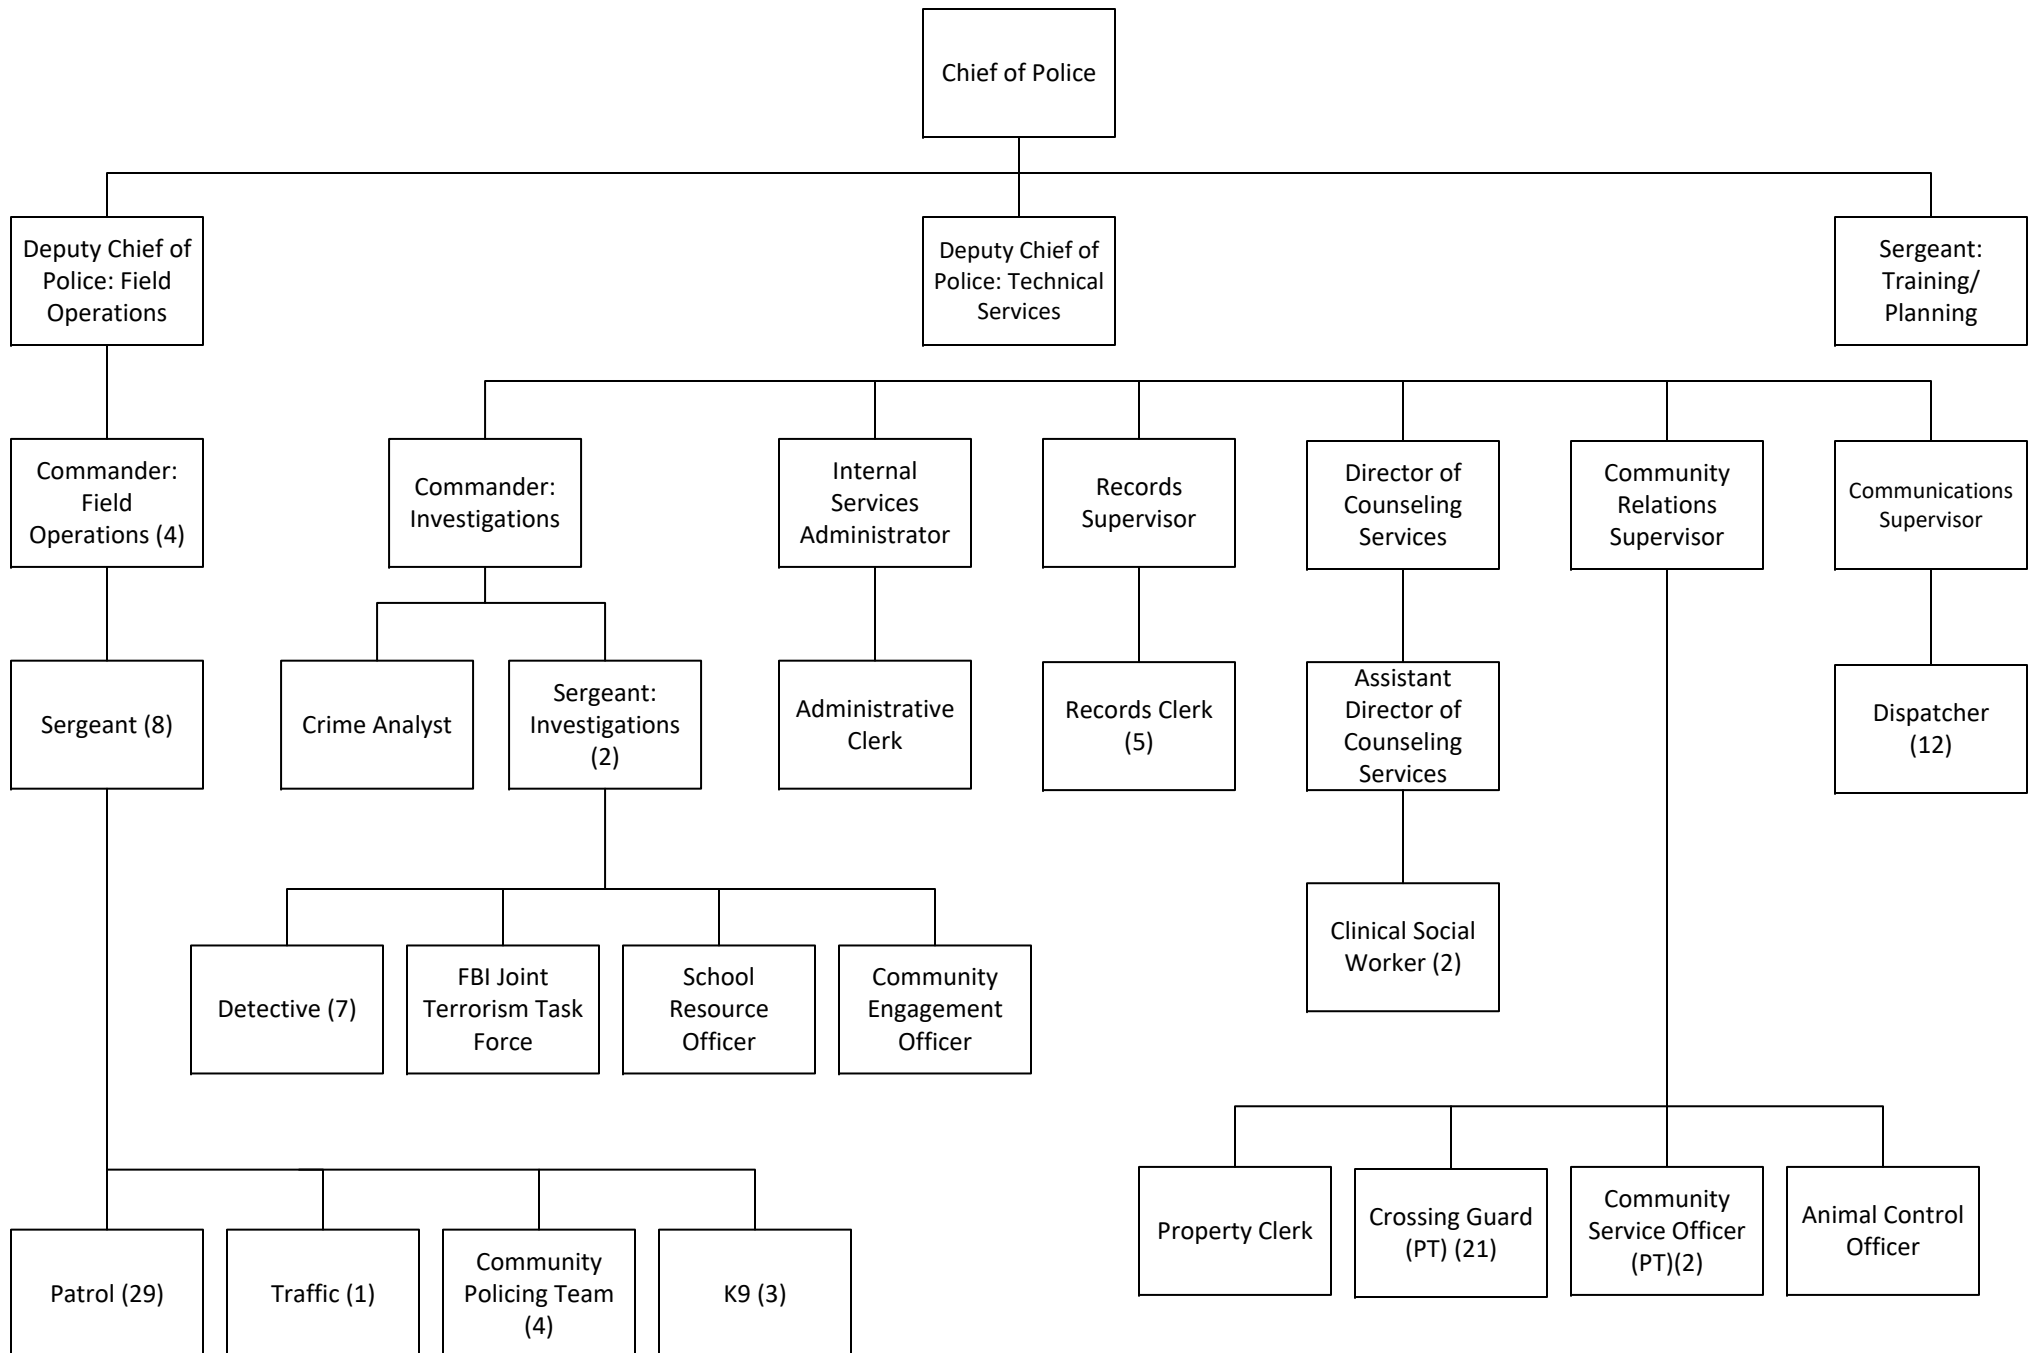 Chief of Police
Deputy Chief of
Police: Field
Operations
Deputy Chief of
Police: Technical
Services
Sergeant:
Training/
Planning
Commander:
Field
Operations (4)
Commander:
Investigations
Internal
Services
Administrator
Records
Supervisor
Director of
Counseling
Services
Community
Relations
Supervisor
Communications
Supervisor
Sergeant (8)
Crime Analyst
Sergeant:
Investigations
(2)
Administrative
Clerk
Records Clerk
(5)
Assistant
Director of
Counseling
Services
Dispatcher
(12)
Detective (7)
FBI Joint
Terrorism Task
Force
School
Resource
Officer
Community
Engagement
Officer
Clinical Social
Worker (2)
Property Clerk
Crossing Guard
(PT) (21)
Community
Service Officer
(PT)(2)
Animal Control
Officer
Patrol (29)
Traffic (1)
Community
Policing Team
(4)
K9 (3)